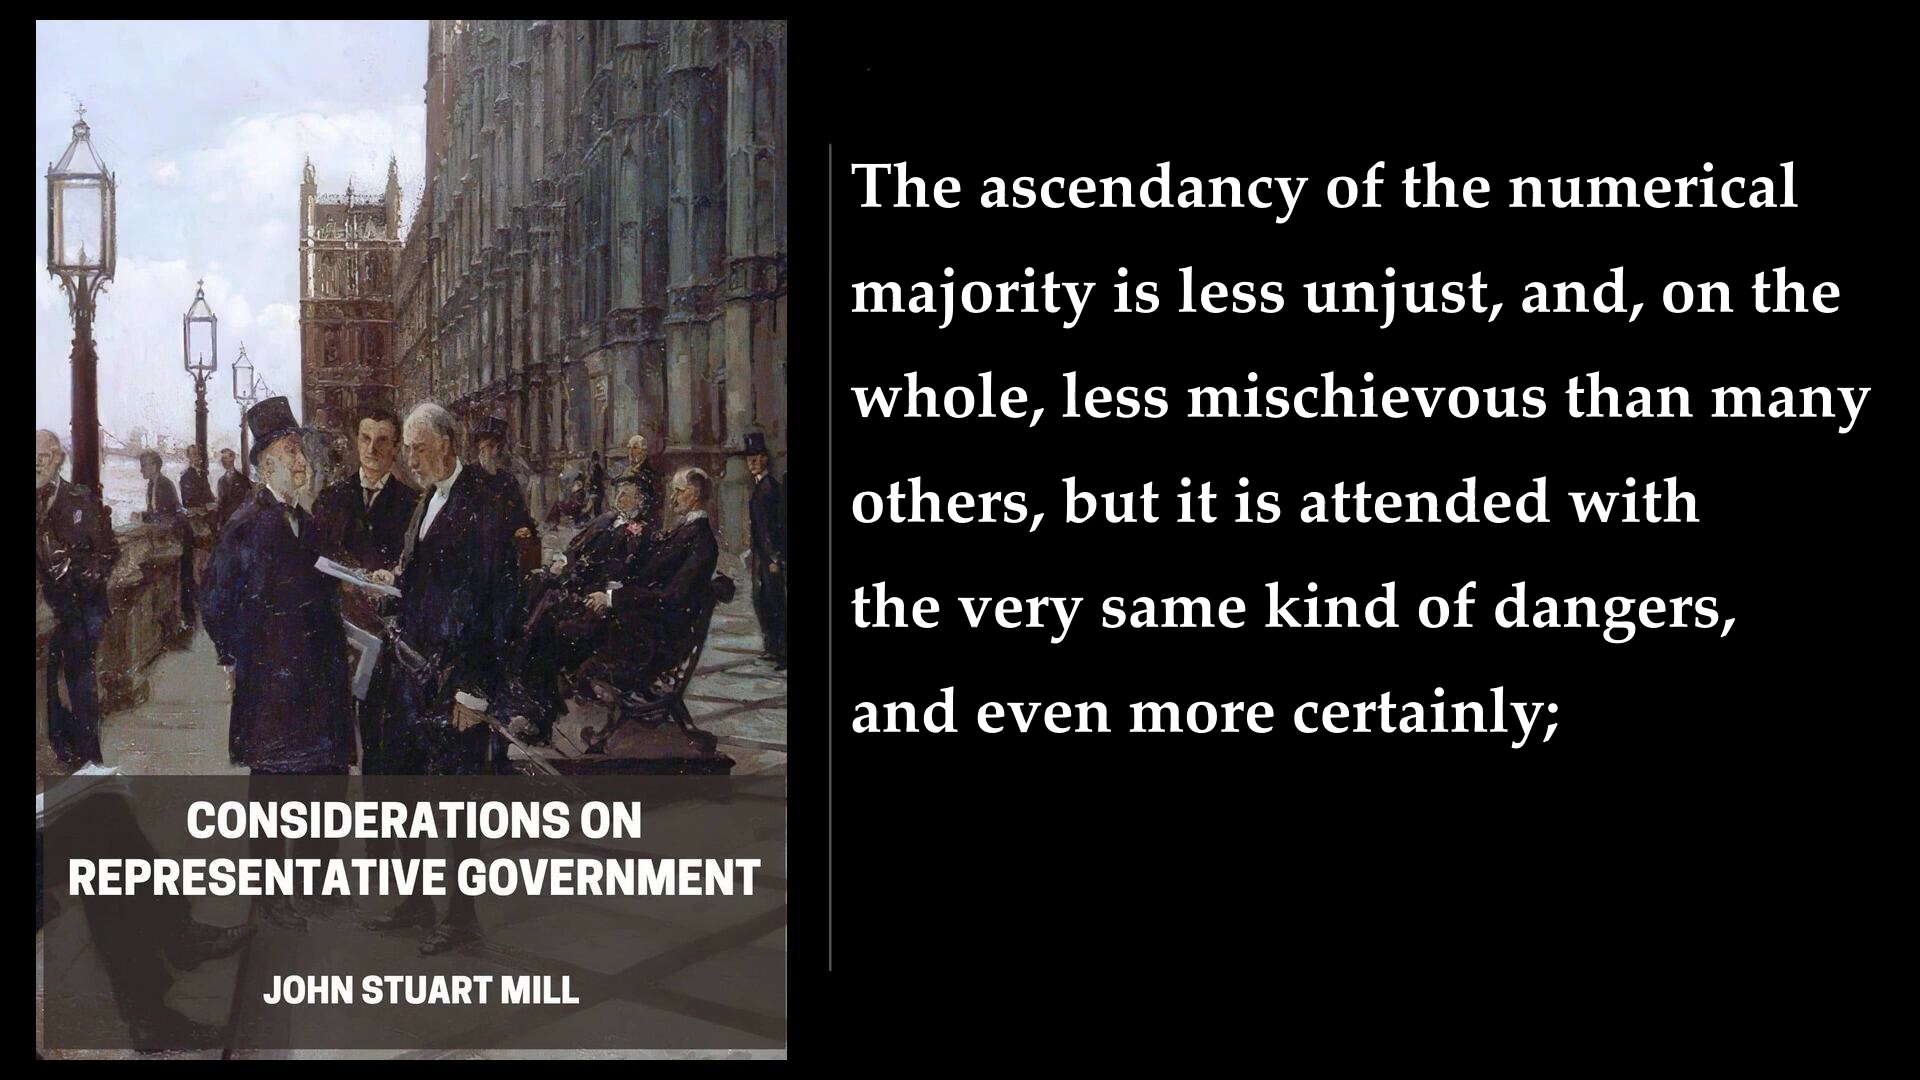 The ascendancy of the numerical
majority is less unjust, and, on the
whole, less mischievous than many
others, but it is attended with
the very same kind of dangers,
and even more certainly;
CONSIDERATIONS ON
REPRESENTATIVE GOVERNMENT
JOHN STUART MILL